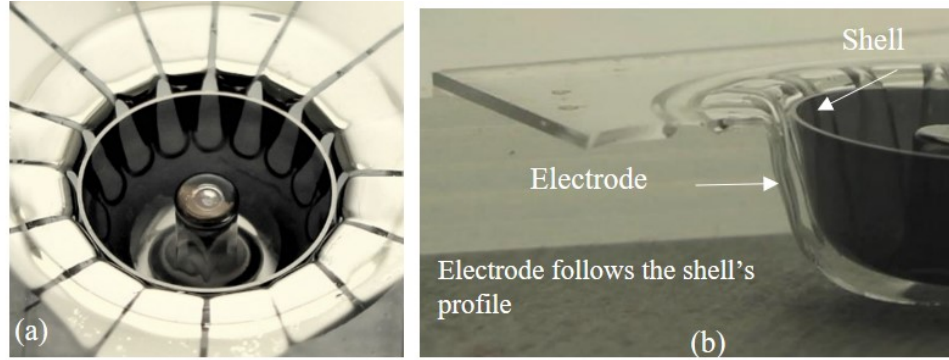 Shell
Electrode
Electrode follows the shell's
profile
(a)
(b)